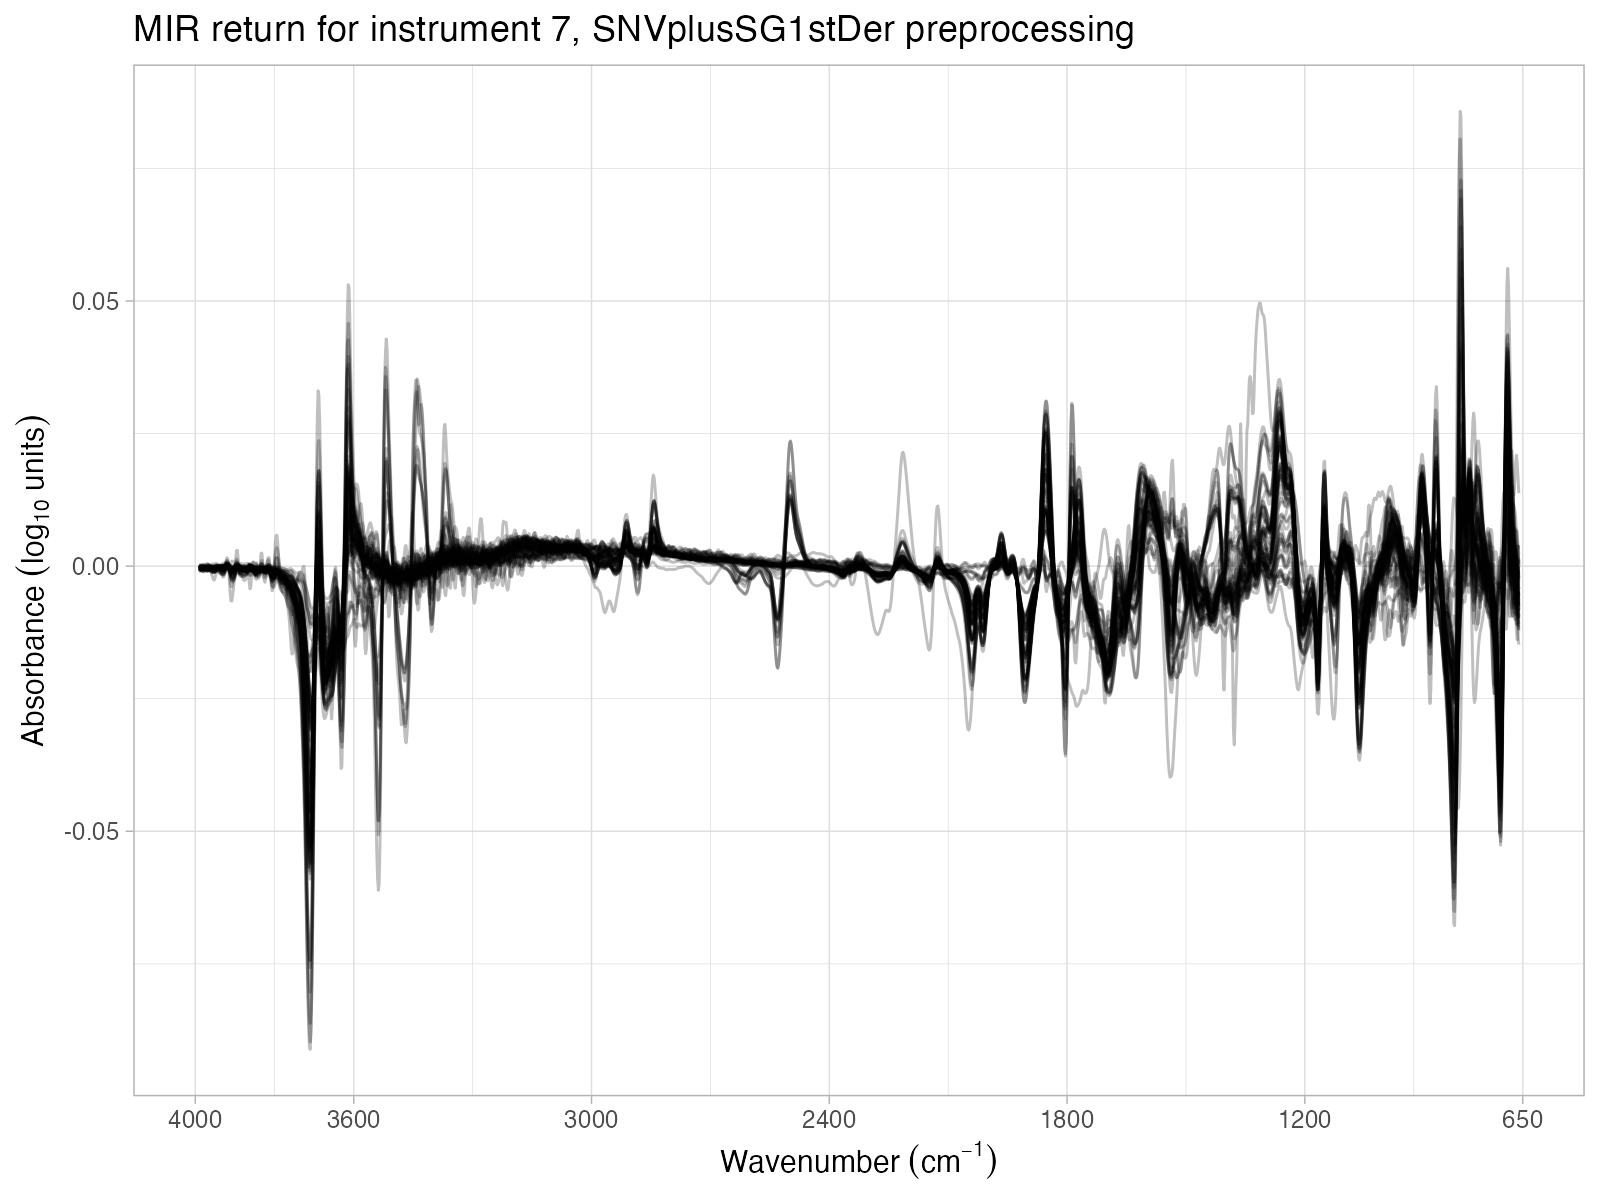 MIR return for instrument 7, SNVplusSG1stDer preprocessing
Absorbance (log₁₀ units)
0.05
0.00
-0.05
4000 3600 3000 2400 1800 1200 650
Wavenumber (cm⁻¹)